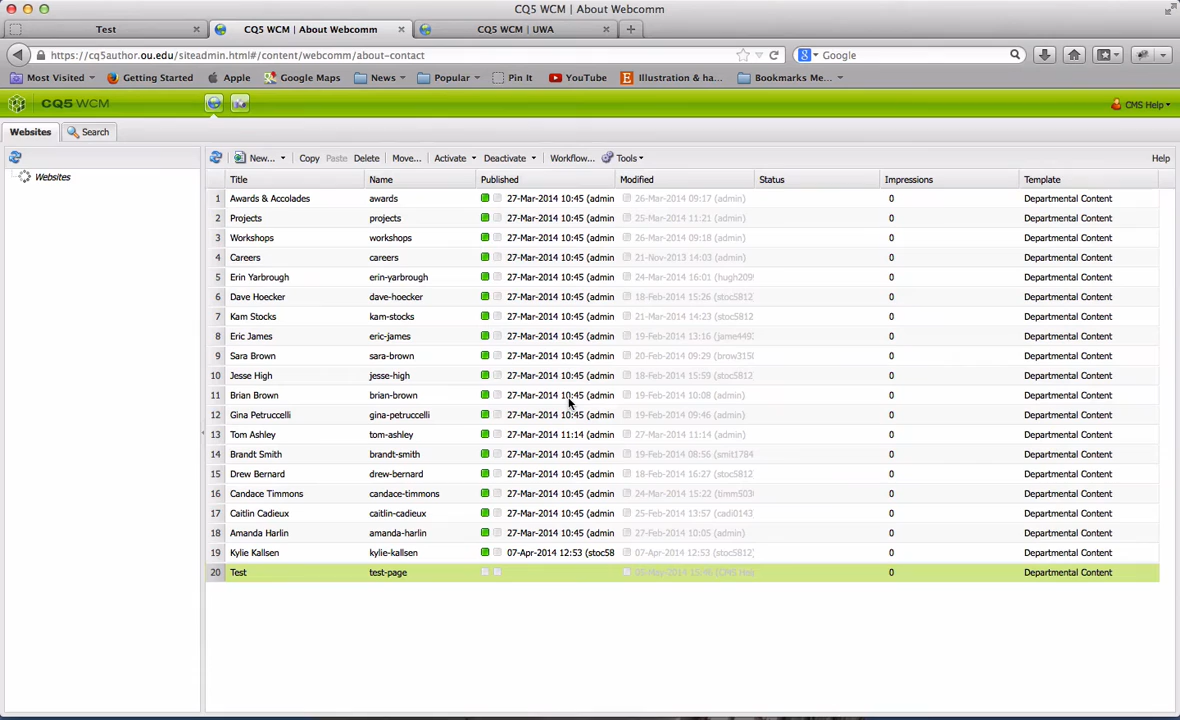 CQ5 WCM | About Webcomm
Test
CQ5 WCM | About Webcomm
CQ5 WCM | UWA
https://cq5author.ou.edu/siteadmin.html#/content/webcomm/about-contact
Google
Most Visited
Getting Started
Apple
Google Maps
News
Popular
Pin It
YouTube
Illustration & ha...
Bookmarks Me...
CQ5 WCM
CMS Help
Websites
Search
New...
Copy
Paste
Delete
Move...
Activate
Deactivate
Workflow...
Tools
Help
Websites
Title Name Published Modified Status Impressions Template
1 Awards & Accolades awards 27-Mar-2014 10:45 (admin 26-Mar-2014 09:17 (admin) 0 Departmental Content
2 Projects projects 27-Mar-2014 10:45 (admin 25-Mar-2014 11:21 (admin) 0 Departmental Content
3 Workshops workshops 27-Mar-2014 10:45 (admin 26-Mar-2014 09:18 (admin) 0 Departmental Content
4 Careers careers 27-Mar-2014 10:45 (admin 21-Nov-2013 14:03 (admin) 0 Departmental Content
5 Erin Yarbrough erin-yarbrough 27-Mar-2014 10:45 (admin 24-Mar-2014 16:01 (hugh209 0 Departmental Content
6 Dave Hoecker dave-hoecker 27-Mar-2014 10:45 (admin 18-Feb-2014 15:26 (stoc5812 0 Departmental Content
7 Kam Stocks kam-stocks 27-Mar-2014 10:45 (admin 21-Mar-2014 14:23 (stoc5812 0 Departmental Content
8 Eric James eric-james 27-Mar-2014 10:45 (admin 19-Feb-2014 13:16 (jame449 0 Departmental Content
9 Sara Brown sara-brown 27-Mar-2014 10:45 (admin 20-Feb-2014 09:29 (brow3150 0 Departmental Content
10 Jesse High jesse-high 27-Mar-2014 10:45 (admin 18-Feb-2014 15:59 (stoc5812 0 Departmental Content
11 Brian Brown brian-brown 27-Mar-2014 10:45 (admin 19-Feb-2014 10:08 (admin) 0 Departmental Content
12 Gina Petruccelli gina-petruccelli 27-Mar-2014 10:45 (admin 19-Feb-2014 09:46 (admin) 0 Departmental Content
13 Tom Ashley tom-ashley 27-Mar-2014 11:14 (admin 27-Mar-2014 11:14 (admin) 0 Departmental Content
14 Brandt Smith brandt-smith 27-Mar-2014 10:45 (admin 19-Feb-2014 08:56 (smit1784 0 Departmental Content
15 Drew Bernard drew-bernard 27-Mar-2014 10:45 (admin 18-Feb-2014 16:27 (stoc5812 0 Departmental Content
16 Candace Timmons candace-timmons 27-Mar-2014 10:45 (admin 24-Mar-2014 15:22 (timm503 0 Departmental Content
17 Caitlin Cadieux caitlin-cadieux 27-Mar-2014 10:45 (admin 25-Feb-2014 13:57 (cadi0143 0 Departmental Content
18 Amanda Harlin amanda-harlin 27-Mar-2014 10:45 (admin 27-Feb-2014 10:05 (admin) 0 Departmental Content
19 Kylie Kallsen kylie-kallsen 07-Apr-2014 12:53 (stoc58 07-Apr-2014 12:53 (stoc5812) 0 Departmental Content
20 Test test-page 0 Departmental Content